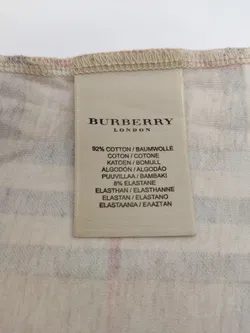 BURBERRY
LONDON
92% COTTON / BAUMWOLLE
COTON / COTONE
KATOEN / BOMULL
ALGODÓN / ALGODÃO
PUUVILLAA / BAMBAKI
8% ELASTANE
ELASTHAN / ELASTHANNE
ELASTAN / ELASTANO
ELASTAANIA / ΕΛΑΣΤΑΝ